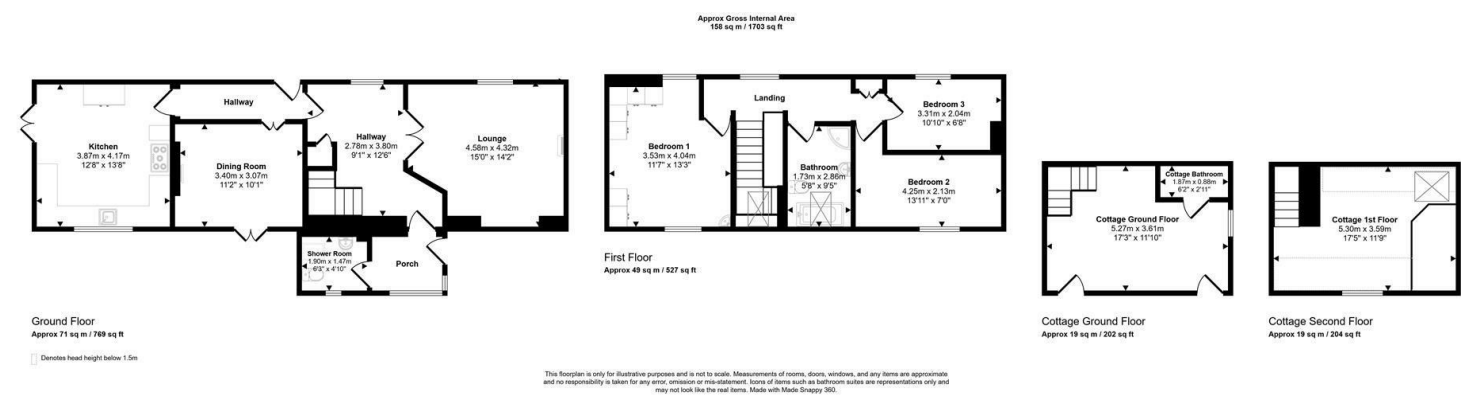 Approx Gross Internal Area
158 sq m / 1703 sq ft
Kitchen
3.87m x 4.17m
12'8" x 13'8"
Hallway
Dining Room
3.40m x 3.07m
11'2" x 10'1"
Hallway
2.78m x 3.80m
9'1" x 12'6"
Lounge
4.58m x 4.32m
15'0" x 14'2"
Shower Room
1.90m x 1.47m
6'3" x 4'10"
Porch
Ground Floor
Approx 71 sq m / 769 sq ft
Denotes head height below 1.5m
Landing
Bedroom 1
3.53m x 4.04m
11'7" x 13'3"
Bathroom
1.73m x 2.86m
5'8" x 9'5"
Bedroom 3
3.31m x 2.04m
10'10" x 6'8"
Bedroom 2
4.25m x 2.13m
13'11" x 7'0"
First Floor
Approx 49 sq m / 527 sq ft
Cottage Bathroom
1.87m x 0.88m
6'2" x 2'11"
Cottage Ground Floor
5.27m x 3.61m
17'3" x 11'10"
Cottage Ground Floor
Approx 19 sq m / 202 sq ft
Cottage 1st Floor
5.30m x 3.59m
17'5" x 11'9"
Cottage Second Floor
Approx 19 sq m / 204 sq ft
This floorplan is only for illustrative purposes and is not to scale. Measurements of rooms, doors, windows, and any items are approximate
and no responsibility is taken for any error, omission or mis-statement. Icons of items such as bathroom suites are representations only and
may not look like the real items. Made with Made Snappy 360.